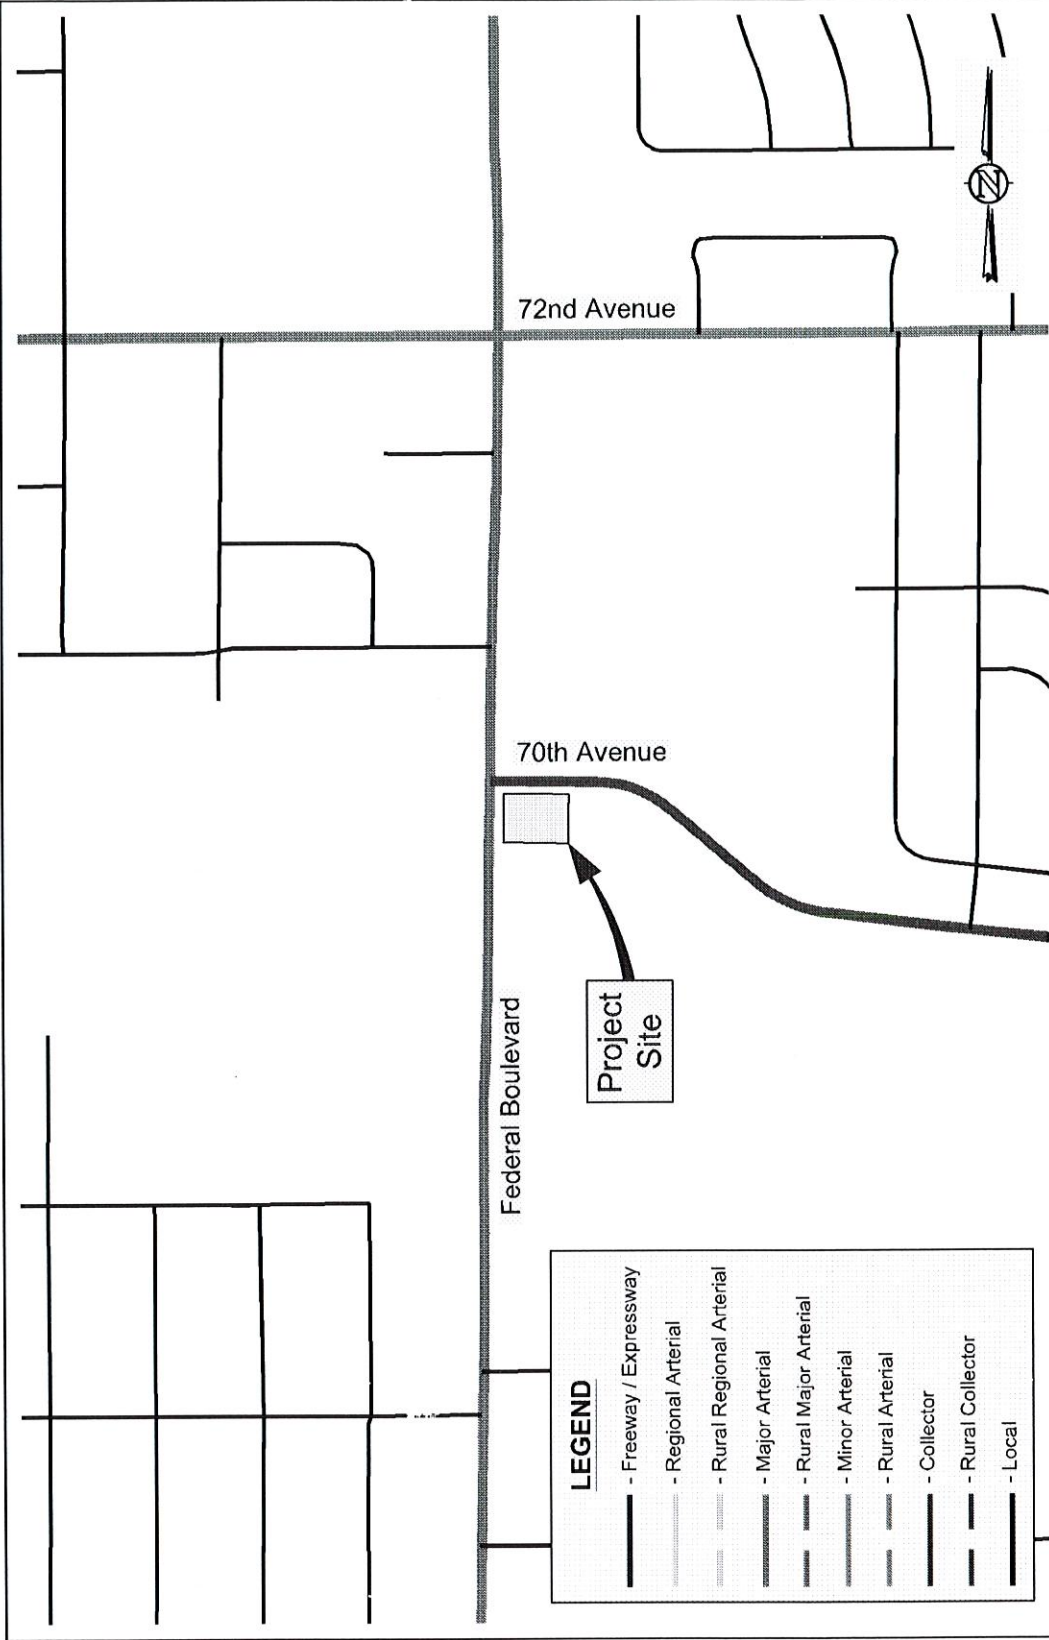 72nd Avenue
70th Avenue
Federal Boulevard
Project
Site
N
LEGEND
- Freeway / Expressway
- Regional Arterial
- Rural Regional Arterial
- Major Arterial
- Rural Major Arterial
- Minor Arterial
- Rural Arterial
- Collector
- Rural Collector
- Local